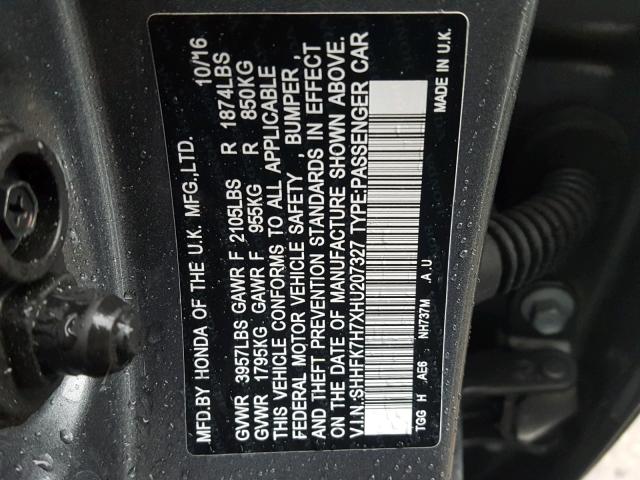 MFD.BY HONDA OF THE U.K. MFG.,LTD. 10/16
GVWR 3957LBS GAWR F 2105LBS R 1874LBS
GVWR 1795KG GAWR F 955KG R 850KG
THIS VEHICLE CONFORMS TO ALL APPLICABLE
FEDERAL MOTOR VEHICLE SAFETY , BUMPER ,
AND THEFT PREVENTION STANDARDS IN EFFECT
ON THE DATE OF MANUFACTURE SHOWN ABOVE.
V.I.N.:SHHFK7H7XHU207327 TYPE:PASSENGER CAR
TGG H AE6 NH737M A.U MADE IN U.K.